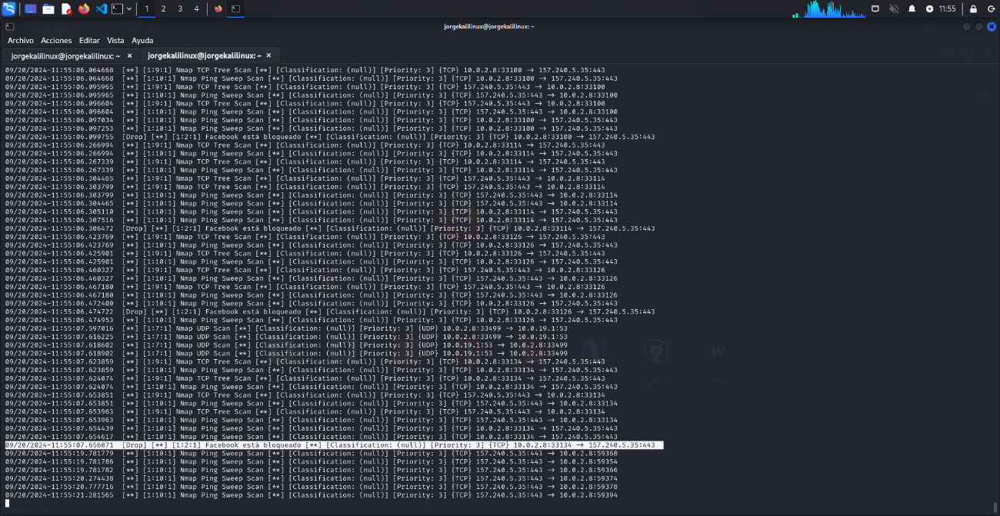 1 2 3 4 11:55
jorgekalilinux@jorgekalilinux: ~
Archivo Acciones Editar Vista Ayuda
jorgekalilinux@jorgekalilinux: ~ × jorgekalilinux@jorgekalilinux: ~ ×
09/20/2024-11:55:06.064668 [**] [1:9:1] Nmap TCP Tree Scan [**] [Classification: (null)] [Priority: 3] {TCP} 10.0.2.8:33100 → 157.240.5.35:443
09/20/2024-11:55:06.064668 [**] [1:10:1] Nmap Ping Sweep Scan [**] [Classification: (null)] [Priority: 3] {TCP} 10.0.2.8:33100 → 157.240.5.35:443
09/20/2024-11:55:06.095965 [**] [1:9:1] Nmap TCP Tree Scan [**] [Classification: (null)] [Priority: 3] {TCP} 157.240.5.35:443 → 10.0.2.8:33100
09/20/2024-11:55:06.095965 [**] [1:10:1] Nmap Ping Sweep Scan [**] [Classification: (null)] [Priority: 3] {TCP} 157.240.5.35:443 → 10.0.2.8:33100
09/20/2024-11:55:06.096604 [**] [1:9:1] Nmap TCP Tree Scan [**] [Classification: (null)] [Priority: 3] {TCP} 157.240.5.35:443 → 10.0.2.8:33100
09/20/2024-11:55:06.096604 [**] [1:10:1] Nmap Ping Sweep Scan [**] [Classification: (null)] [Priority: 3] {TCP} 157.240.5.35:443 → 10.0.2.8:33100
09/20/2024-11:55:06.097034 [**] [1:10:1] Nmap Ping Sweep Scan [**] [Classification: (null)] [Priority: 3] {TCP} 10.0.2.8:33100 → 157.240.5.35:443
09/20/2024-11:55:06.097253 [**] [1:10:1] Nmap Ping Sweep Scan [**] [Classification: (null)] [Priority: 3] {TCP} 10.0.2.8:33100 → 157.240.5.35:443
09/20/2024-11:55:06.099755 [Drop] [**] [1:2:1] Facebook está bloqueado [**] [Classification: (null)] [Priority: 3] {TCP} 10.0.2.8:33100 → 157.240.5.35:443
09/20/2024-11:55:06.266994 [**] [1:9:1] Nmap TCP Tree Scan [**] [Classification: (null)] [Priority: 3] {TCP} 10.0.2.8:33114 → 157.240.5.35:443
09/20/2024-11:55:06.266994 [**] [1:10:1] Nmap Ping Sweep Scan [**] [Classification: (null)] [Priority: 3] {TCP} 10.0.2.8:33114 → 157.240.5.35:443
09/20/2024-11:55:06.267339 [**] [1:9:1] Nmap TCP Tree Scan [**] [Classification: (null)] [Priority: 3] {TCP} 10.0.2.8:33114 → 157.240.5.35:443
09/20/2024-11:55:06.267339 [**] [1:10:1] Nmap Ping Sweep Scan [**] [Classification: (null)] [Priority: 3] {TCP} 10.0.2.8:33114 → 157.240.5.35:443
09/20/2024-11:55:06.304465 [**] [1:9:1] Nmap TCP Tree Scan [**] [Classification: (null)] [Priority: 3] {TCP} 157.240.5.35:443 → 10.0.2.8:33114
09/20/2024-11:55:06.303799 [**] [1:9:1] Nmap TCP Tree Scan [**] [Classification: (null)] [Priority: 3] {TCP} 157.240.5.35:443 → 10.0.2.8:33114
09/20/2024-11:55:06.303799 [**] [1:10:1] Nmap Ping Sweep Scan [**] [Classification: (null)] [Priority: 3] {TCP} 157.240.5.35:443 → 10.0.2.8:33114
09/20/2024-11:55:06.304465 [**] [1:10:1] Nmap Ping Sweep Scan [**] [Classification: (null)] [Priority: 3] {TCP} 157.240.5.35:443 → 10.0.2.8:33114
09/20/2024-11:55:06.305110 [**] [1:10:1] Nmap Ping Sweep Scan [**] [Classification: (null)] [Priority: 3] {TCP} 10.0.2.8:33114 → 157.240.5.35:443
09/20/2024-11:55:06.307516 [**] [1:10:1] Nmap Ping Sweep Scan [**] [Classification: (null)] [Priority: 3] {TCP} 10.0.2.8:33114 → 157.240.5.35:443
09/20/2024-11:55:06.306472 [Drop] [**] [1:2:1] Facebook está bloqueado [**] [Classification: (null)] [Priority: 3] {TCP} 10.0.2.8:33114 → 157.240.5.35:443
09/20/2024-11:55:06.423769 [**] [1:9:1] Nmap TCP Tree Scan [**] [Classification: (null)] [Priority: 3] {TCP} 10.0.2.8:33126 → 157.240.5.35:443
09/20/2024-11:55:06.423769 [**] [1:10:1] Nmap Ping Sweep Scan [**] [Classification: (null)] [Priority: 3] {TCP} 10.0.2.8:33126 → 157.240.5.35:443
09/20/2024-11:55:06.425901 [**] [1:9:1] Nmap TCP Tree Scan [**] [Classification: (null)] [Priority: 3] {TCP} 10.0.2.8:33126 → 157.240.5.35:443
09/20/2024-11:55:06.425901 [**] [1:10:1] Nmap Ping Sweep Scan [**] [Classification: (null)] [Priority: 3] {TCP} 10.0.2.8:33126 → 157.240.5.35:443
09/20/2024-11:55:06.460327 [**] [1:9:1] Nmap TCP Tree Scan [**] [Classification: (null)] [Priority: 3] {TCP} 157.240.5.35:443 → 10.0.2.8:33126
09/20/2024-11:55:06.460327 [**] [1:10:1] Nmap Ping Sweep Scan [**] [Classification: (null)] [Priority: 3] {TCP} 157.240.5.35:443 → 10.0.2.8:33126
09/20/2024-11:55:06.467180 [**] [1:9:1] Nmap TCP Tree Scan [**] [Classification: (null)] [Priority: 3] {TCP} 157.240.5.35:443 → 10.0.2.8:33126
09/20/2024-11:55:06.467180 [**] [1:10:1] Nmap Ping Sweep Scan [**] [Classification: (null)] [Priority: 3] {TCP} 157.240.5.35:443 → 10.0.2.8:33126
09/20/2024-11:55:06.472400 [**] [1:10:1] Nmap Ping Sweep Scan [**] [Classification: (null)] [Priority: 3] {TCP} 10.0.2.8:33126 → 157.240.5.35:443
09/20/2024-11:55:06.474722 [Drop] [**] [1:2:1] Facebook está bloqueado [**] [Classification: (null)] [Priority: 3] {TCP} 10.0.2.8:33126 → 157.240.5.35:443
09/20/2024-11:55:06.474953 [**] [1:10:1] Nmap Ping Sweep Scan [**] [Classification: (null)] [Priority: 3] {TCP} 10.0.2.8:33126 → 157.240.5.35:443
09/20/2024-11:55:07.597016 [**] [1:7:1] Nmap UDP Scan [**] [Classification: (null)] [Priority: 3] {UDP} 10.0.2.8:33499 → 10.0.19.1:53
09/20/2024-11:55:07.616225 [**] [1:7:1] Nmap UDP Scan [**] [Classification: (null)] [Priority: 3] {UDP} 10.0.2.8:33499 → 10.0.19.1:53
09/20/2024-11:55:07.618602 [**] [1:7:1] Nmap UDP Scan [**] [Classification: (null)] [Priority: 3] {UDP} 10.0.19.1:53 → 10.0.2.8:33499
09/20/2024-11:55:07.618902 [**] [1:7:1] Nmap UDP Scan [**] [Classification: (null)] [Priority: 3] {UDP} 10.0.19.1:53 → 10.0.2.8:33499
09/20/2024-11:55:07.623859 [**] [1:9:1] Nmap TCP Tree Scan [**] [Classification: (null)] [Priority: 3] {TCP} 10.0.2.8:33134 → 157.240.5.35:443
09/20/2024-11:55:07.623859 [**] [1:10:1] Nmap Ping Sweep Scan [**] [Classification: (null)] [Priority: 3] {TCP} 10.0.2.8:33134 → 157.240.5.35:443
09/20/2024-11:55:07.624074 [**] [1:9:1] Nmap TCP Tree Scan [**] [Classification: (null)] [Priority: 3] {TCP} 10.0.2.8:33134 → 157.240.5.35:443
09/20/2024-11:55:07.624074 [**] [1:10:1] Nmap Ping Sweep Scan [**] [Classification: (null)] [Priority: 3] {TCP} 10.0.2.8:33134 → 157.240.5.35:443
09/20/2024-11:55:07.653851 [**] [1:9:1] Nmap TCP Tree Scan [**] [Classification: (null)] [Priority: 3] {TCP} 157.240.5.35:443 → 10.0.2.8:33134
09/20/2024-11:55:07.653851 [**] [1:10:1] Nmap Ping Sweep Scan [**] [Classification: (null)] [Priority: 3] {TCP} 157.240.5.35:443 → 10.0.2.8:33134
09/20/2024-11:55:07.653963 [**] [1:9:1] Nmap TCP Tree Scan [**] [Classification: (null)] [Priority: 3] {TCP} 157.240.5.35:443 → 10.0.2.8:33134
09/20/2024-11:55:07.653963 [**] [1:10:1] Nmap Ping Sweep Scan [**] [Classification: (null)] [Priority: 3] {TCP} 157.240.5.35:443 → 10.0.2.8:33134
09/20/2024-11:55:07.654439 [**] [1:10:1] Nmap Ping Sweep Scan [**] [Classification: (null)] [Priority: 3] {TCP} 10.0.2.8:33134 → 157.240.5.35:443
09/20/2024-11:55:07.654617 [**] [1:10:1] Nmap Ping Sweep Scan [**] [Classification: (null)] [Priority: 3] {TCP} 10.0.2.8:33134 → 157.240.5.35:443
09/20/2024-11:55:07.656071 [Drop] [**] [1:2:1] Facebook está bloqueado [**] [Classification: (null)] [Priority: 3] {TCP} 10.0.2.8:33134 → 157.240.5.35:443
09/20/2024-11:55:19.781779 [**] [1:10:1] Nmap Ping Sweep Scan [**] [Classification: (null)] [Priority: 3] {TCP} 157.240.5.35:443 → 10.0.2.8:59368
09/20/2024-11:55:19.781786 [**] [1:10:1] Nmap Ping Sweep Scan [**] [Classification: (null)] [Priority: 3] {TCP} 157.240.5.35:443 → 10.0.2.8:59354
09/20/2024-11:55:19.781782 [**] [1:10:1] Nmap Ping Sweep Scan [**] [Classification: (null)] [Priority: 3] {TCP} 157.240.5.35:443 → 10.0.2.8:59366
09/20/2024-11:55:20.274438 [**] [1:10:1] Nmap Ping Sweep Scan [**] [Classification: (null)] [Priority: 3] {TCP} 157.240.5.35:443 → 10.0.2.8:59374
09/20/2024-11:55:20.777716 [**] [1:10:1] Nmap Ping Sweep Scan [**] [Classification: (null)] [Priority: 3] {TCP} 157.240.5.35:443 → 10.0.2.8:59378
09/20/2024-11:55:21.281565 [**] [1:10:1] Nmap Ping Sweep Scan [**] [Classification: (null)] [Priority: 3] {TCP} 157.240.5.35:443 → 10.0.2.8:59394